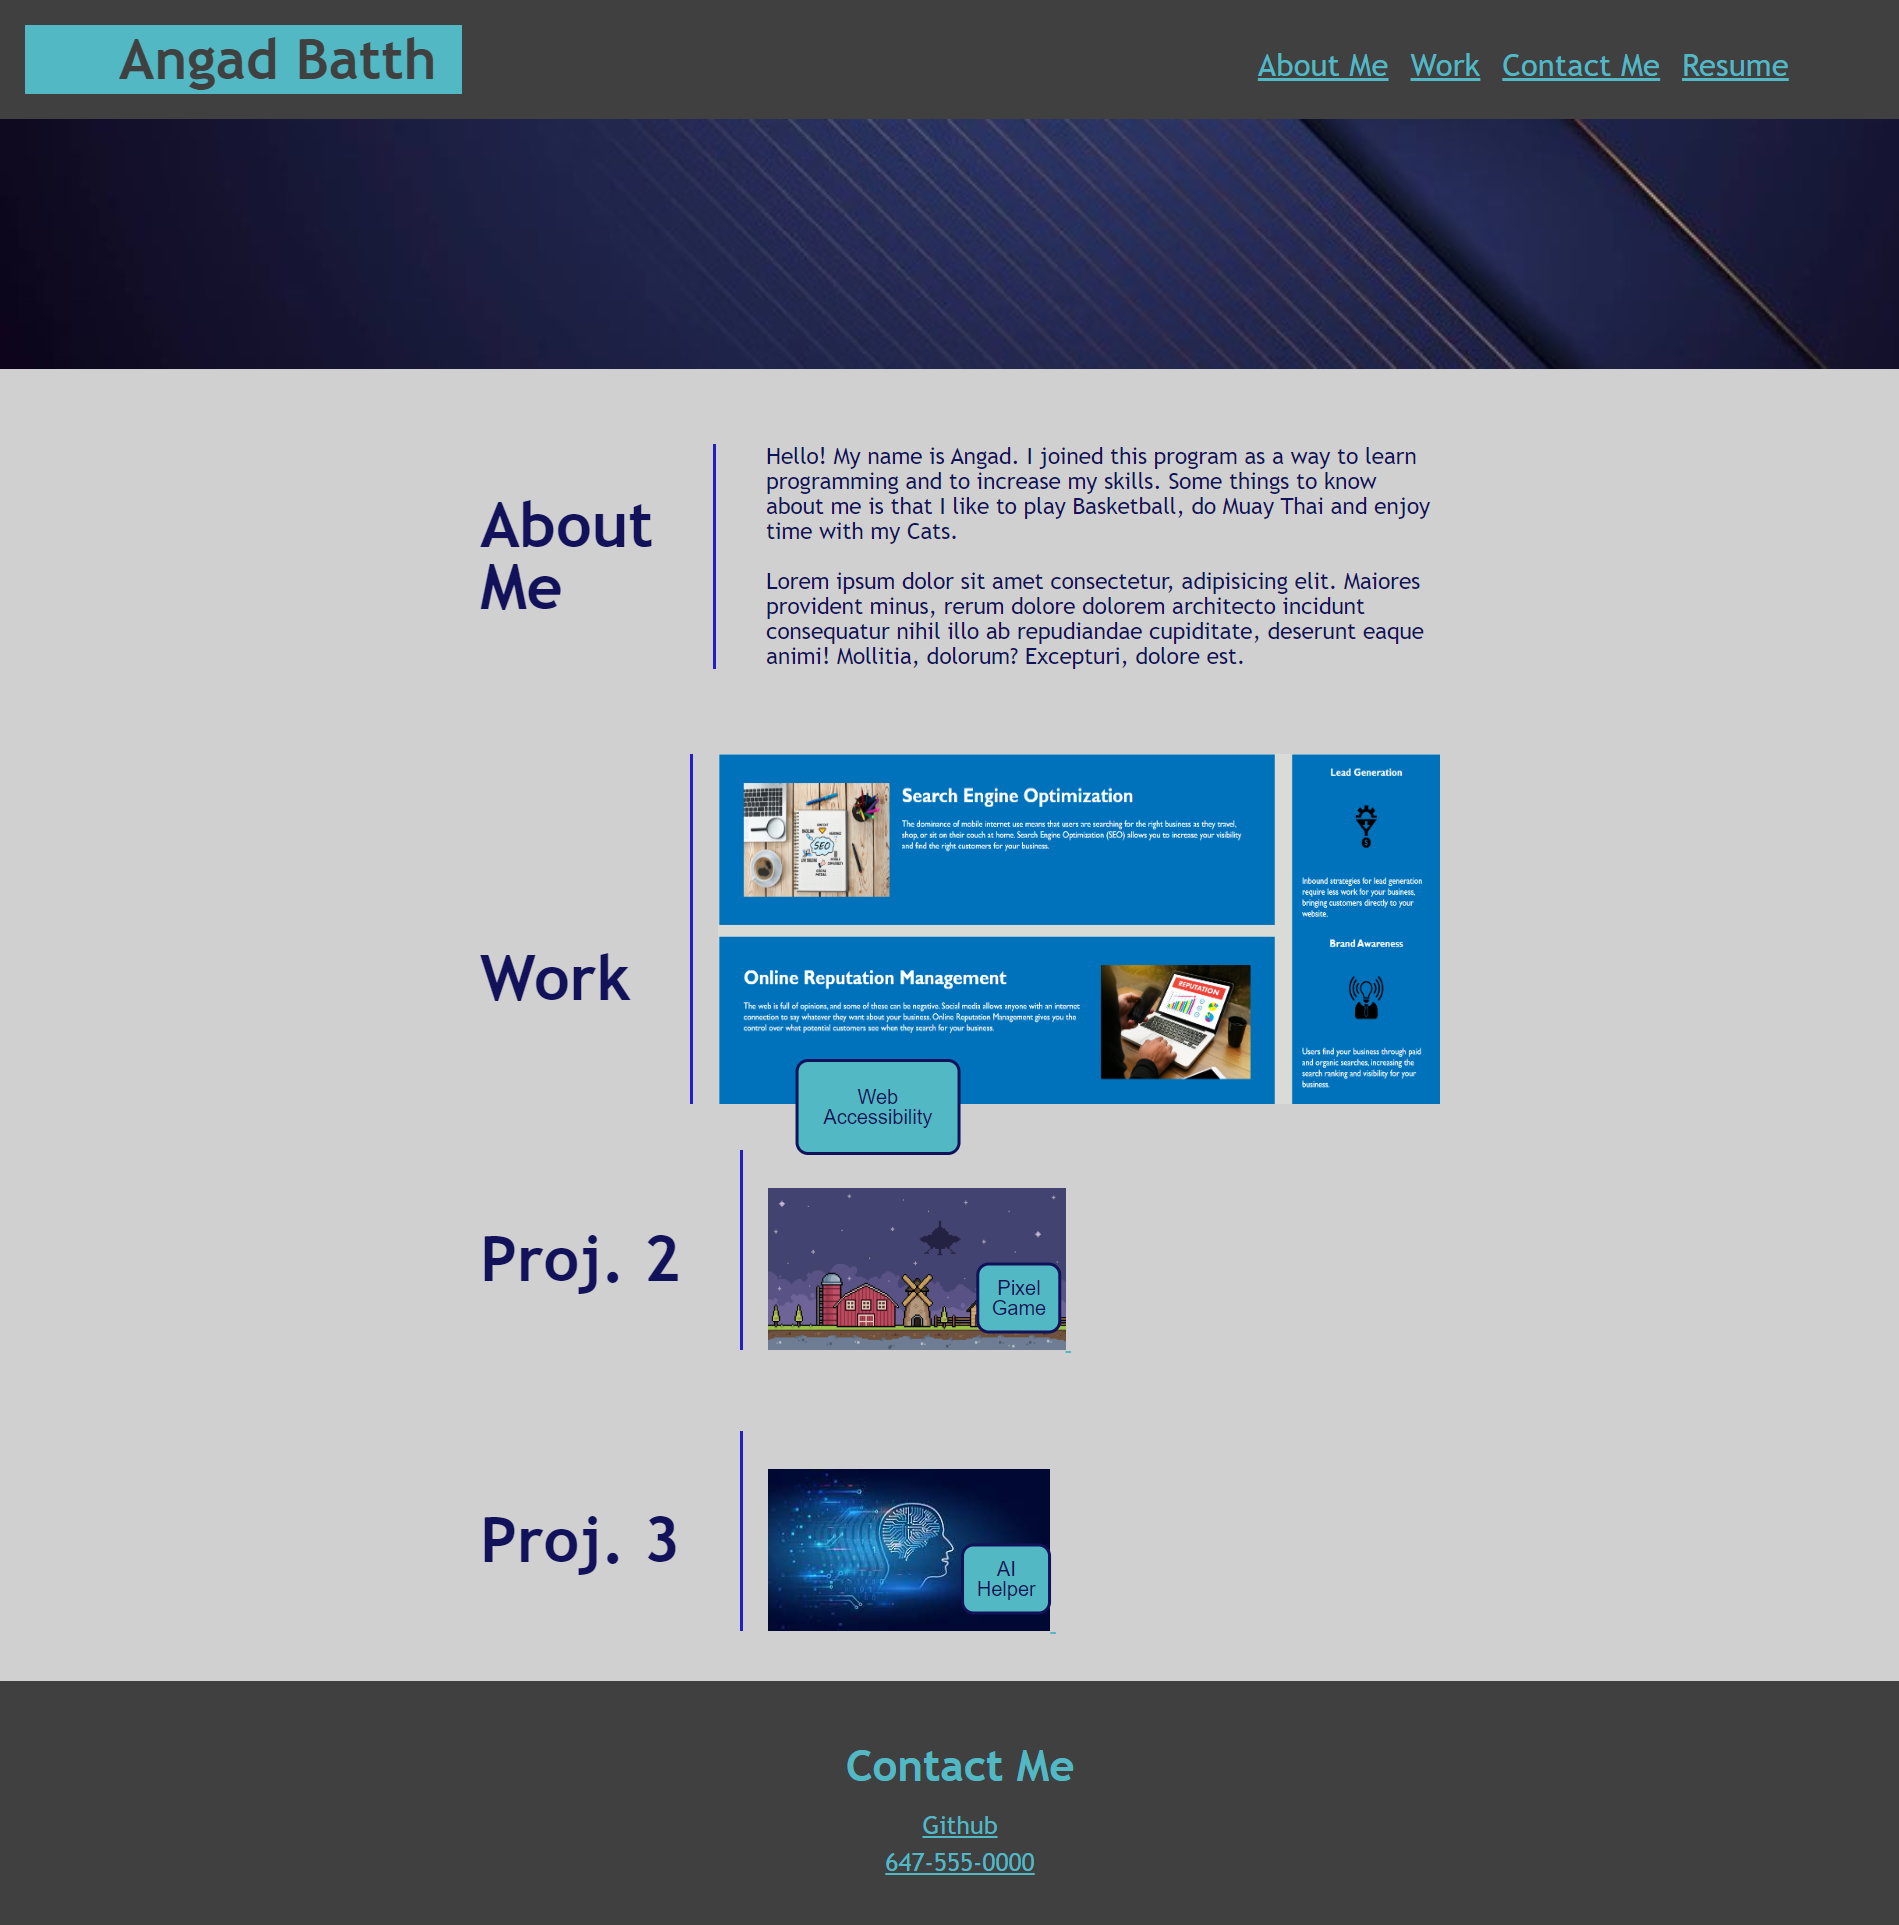 Angad Batth
About Me Work Contact Me Resume
About
Me
Hello! My name is Angad. I joined this program as a way to learn
programming and to increase my skills. Some things to know
about me is that I like to play Basketball, do Muay Thai and enjoy
time with my Cats.
Lorem ipsum dolor sit amet consectetur, adipisicing elit. Maiores
provident minus, rerum dolore dolorem architecto incidunt
consequatur nihil illo ab repudiandae cupiditate, deserunt eaque
animi! Mollitia, dolorum? Excepturi, dolore est.
Work
SEO
Search Engine Optimization
The dominance of mobile internet use means that users are searching for the right business as they travel,
shop, or sit on their couch at home. Search Engine Optimization (SEO) allows you to increase your visibility
and find the right customers for your business.
Online Reputation Management
The web is full of opinions, and some of these can be negative. Social media allows anyone with an internet
connection to say whatever they want about your business. Online Reputation Management gives you the
control over what potential customers see when they search for your business.
REPUTATION
Lead Generation
Inbound strategies for lead generation
require less work for your business,
bringing customers directly to your
website.
Brand Awareness
Users find your business through paid
and organic searches, increasing the
search ranking and visibility for your
business.
Web
Accessibility
Proj. 2
Pixel
Game
Proj. 3
AI
Helper
Contact Me
Github
647-555-0000